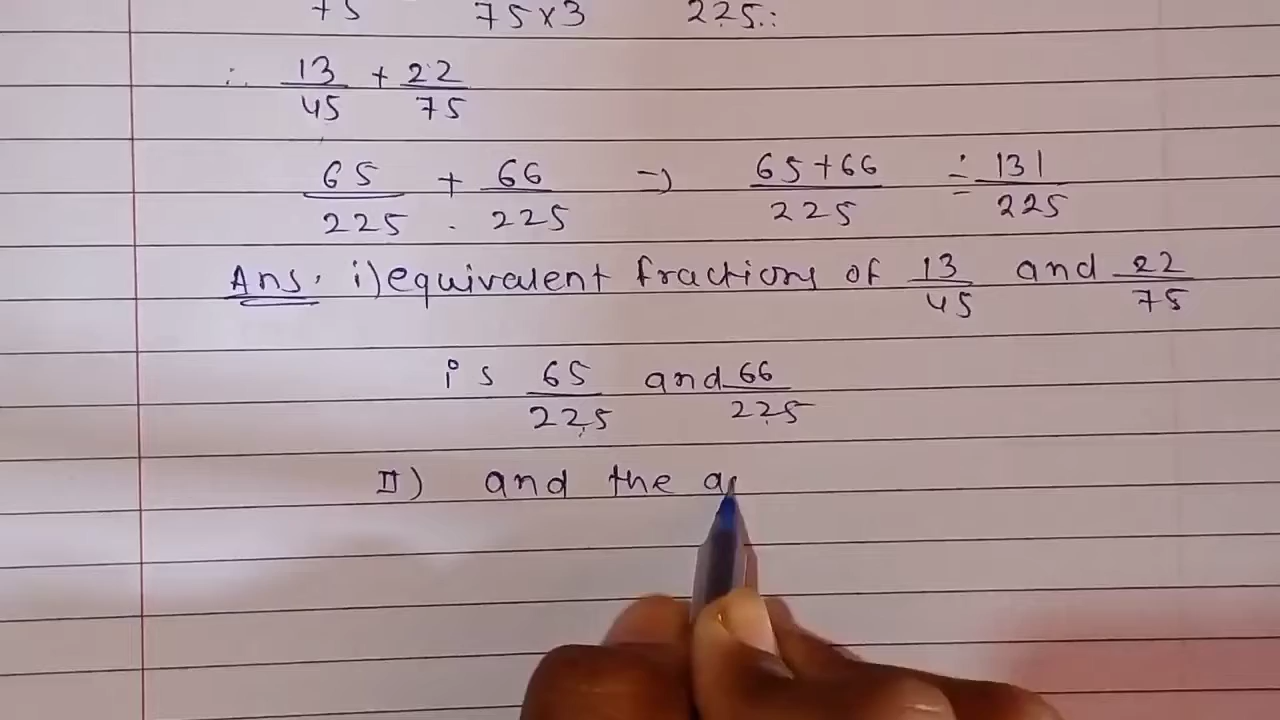 75 75×3 225.:
∴ 13/45 + 22/75
65/225 + 66/225 → 65+66/225 = 131/225
Ans. i) equivalent fractions of 13/45 and 22/75
is 65/225 and 66/225
II) and the